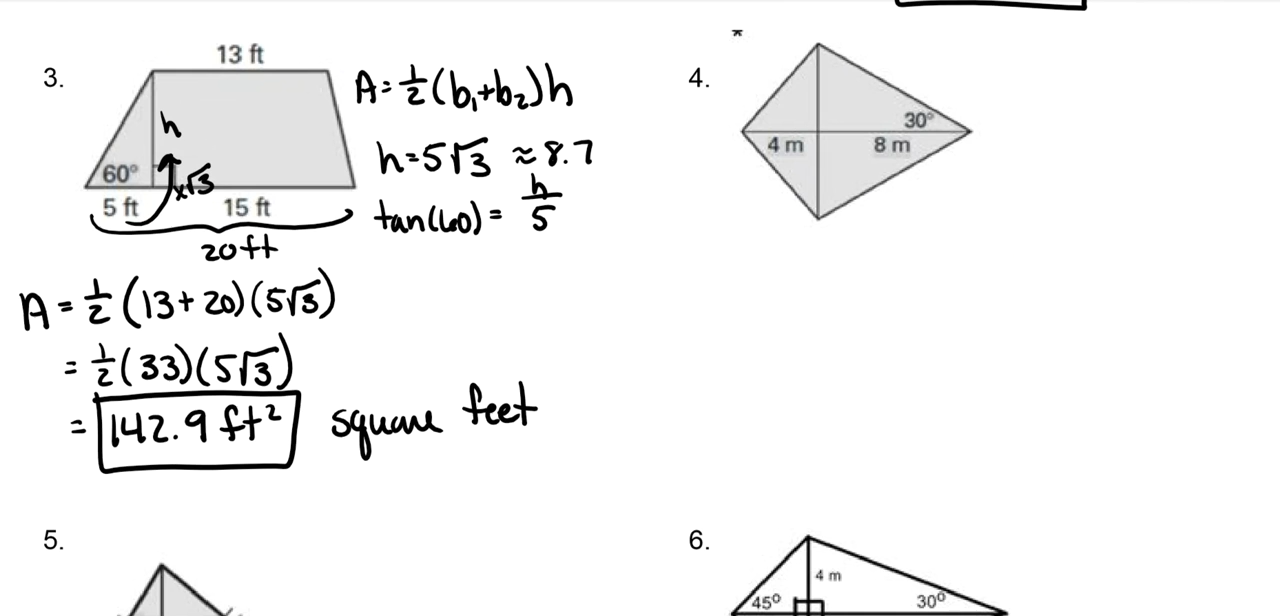 3.
13 ft
h
60°
x√3
5 ft
15 ft
20ft
A=½(b₁+b₂)h
h=5√3 ≈8.7
tan(60)= h/5
A=½(13+20)(5√3)
=½(33)(5√3)
=142.9 ft² square feet
4.
30°
4 m
8 m
5.
6.
4 m
45°
30°